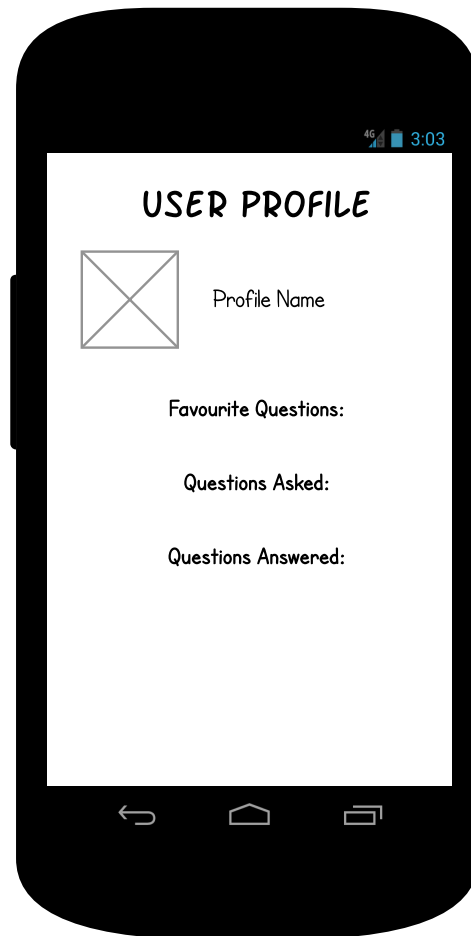 4G 3:03
USER PROFILE
Profile Name
Favourite Questions:
Questions Asked:
Questions Answered: